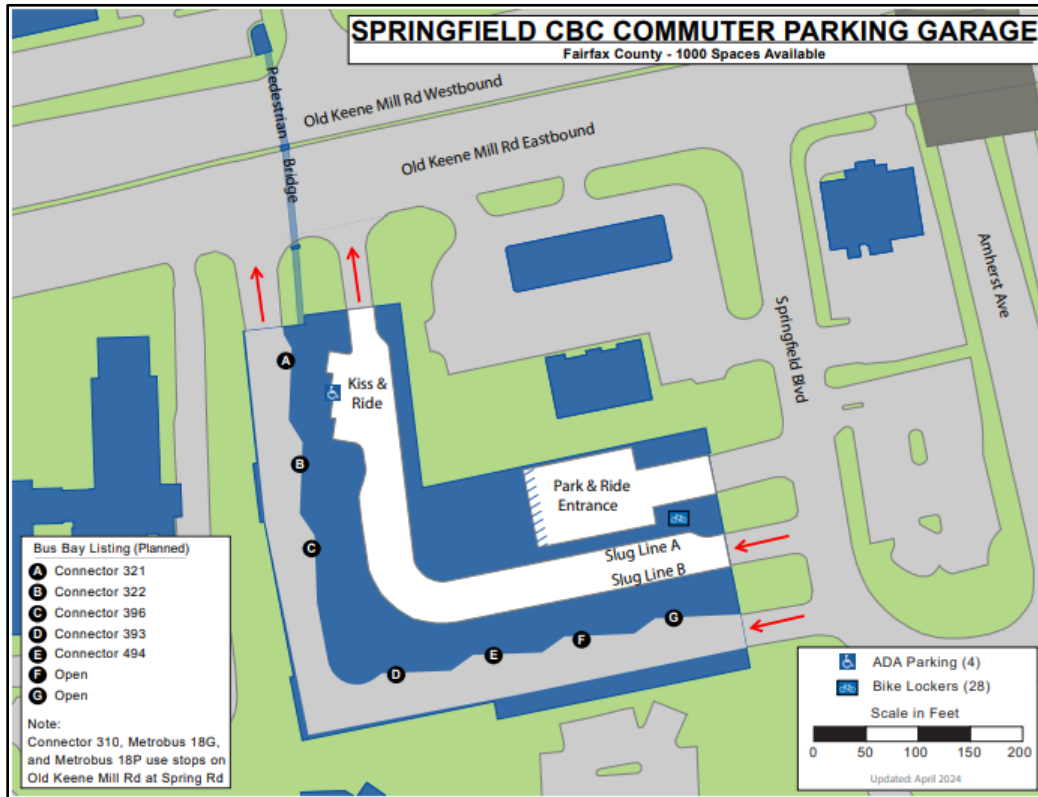 SPRINGFIELD CBC COMMUTER PARKING GARAGE
Fairfax County - 1000 Spaces Available
Pedestrian Bridge
Old Keene Mill Rd Westbound
Old Keene Mill Rd Eastbound
Amherst Ave
Springfield Blvd
A
Kiss &
Ride
B
Park & Ride
Entrance
C
Slug Line A
Slug Line B
G
F
E
D
Bus Bay Listing (Planned)
A Connector 321
B Connector 322
C Connector 396
D Connector 393
E Connector 494
F Open
G Open
Note:
Connector 310, Metrobus 18G,
and Metrobus 18P use stops on
Old Keene Mill Rd at Spring Rd
ADA Parking (4)
Bike Lockers (28)
Scale in Feet
0 50 100 150 200
Updated: April 2024